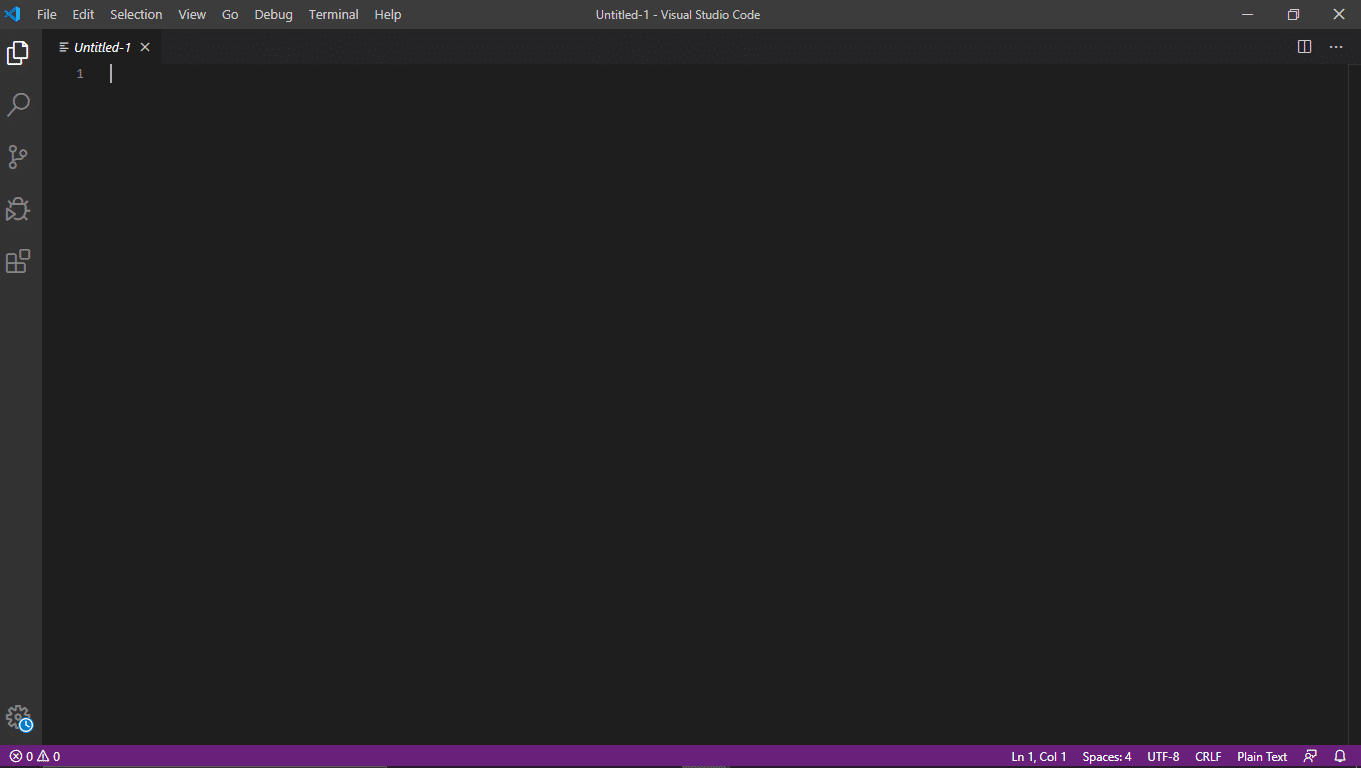 File Edit Selection View Go Debug Terminal Help Untitled-1 - Visual Studio Code
Untitled-1
1
0 0 Ln 1, Col 1 Spaces: 4 UTF-8 CRLF Plain Text